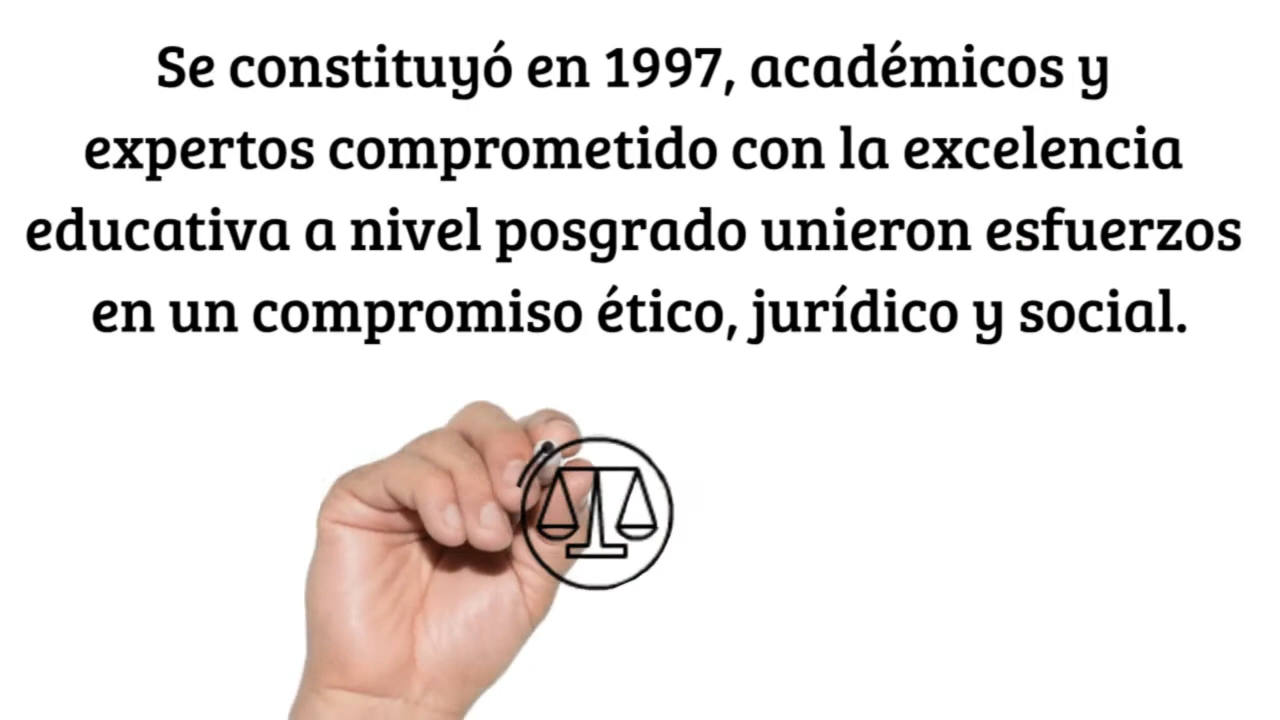 Se constituyó en 1997, académicos y
expertos comprometido con la excelencia
educativa a nivel posgrado unieron esfuerzos
en un compromiso ético, jurídico y social.